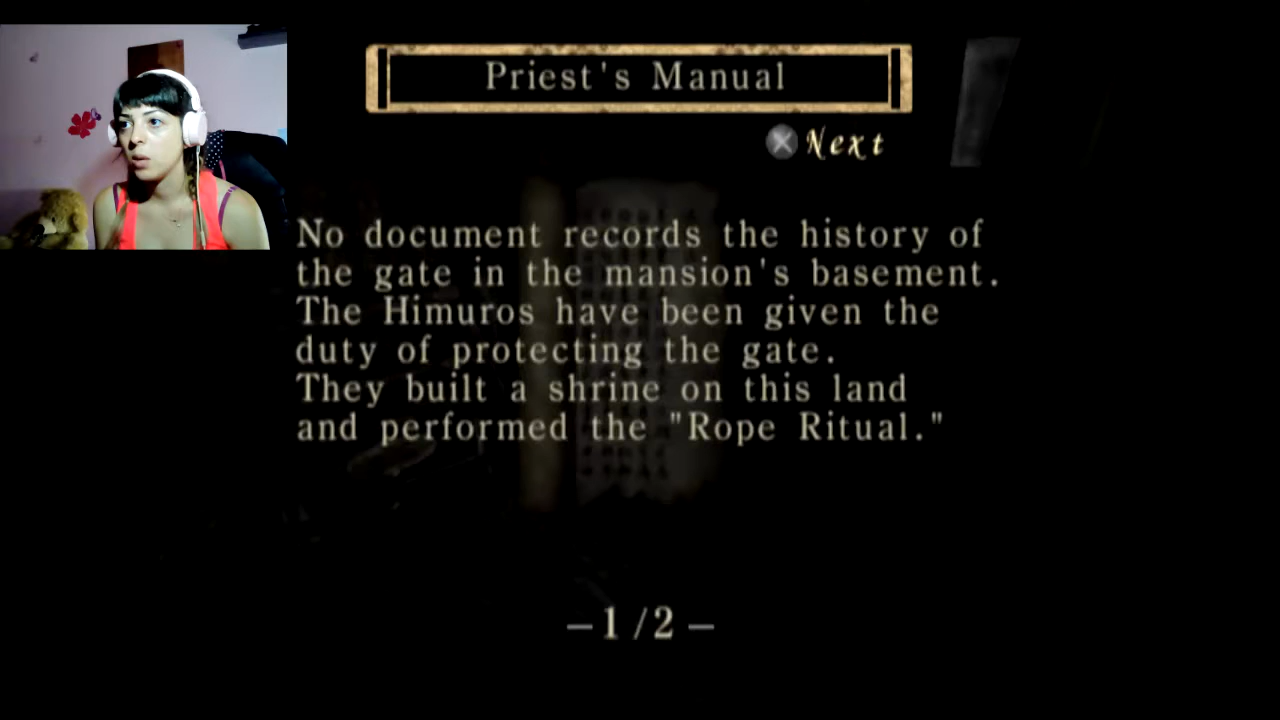 Priest's Manual
Next
No document records the history of
the gate in the mansion's basement.
The Himuros have been given the
duty of protecting the gate.
They built a shrine on this land
and performed the "Rope Ritual."
—1/2—